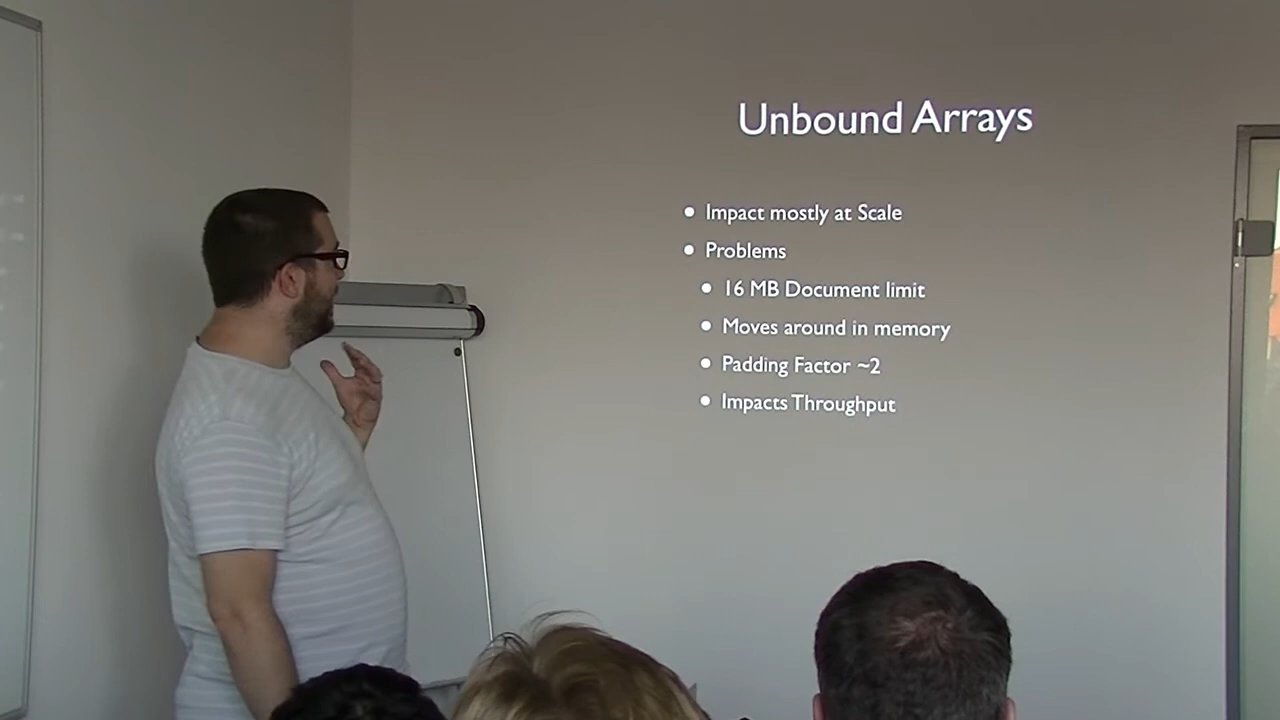 Unbound Arrays
Impact mostly at Scale
Problems
16 MB Document limit
Moves around in memory
Padding Factor ~2
Impacts Throughput